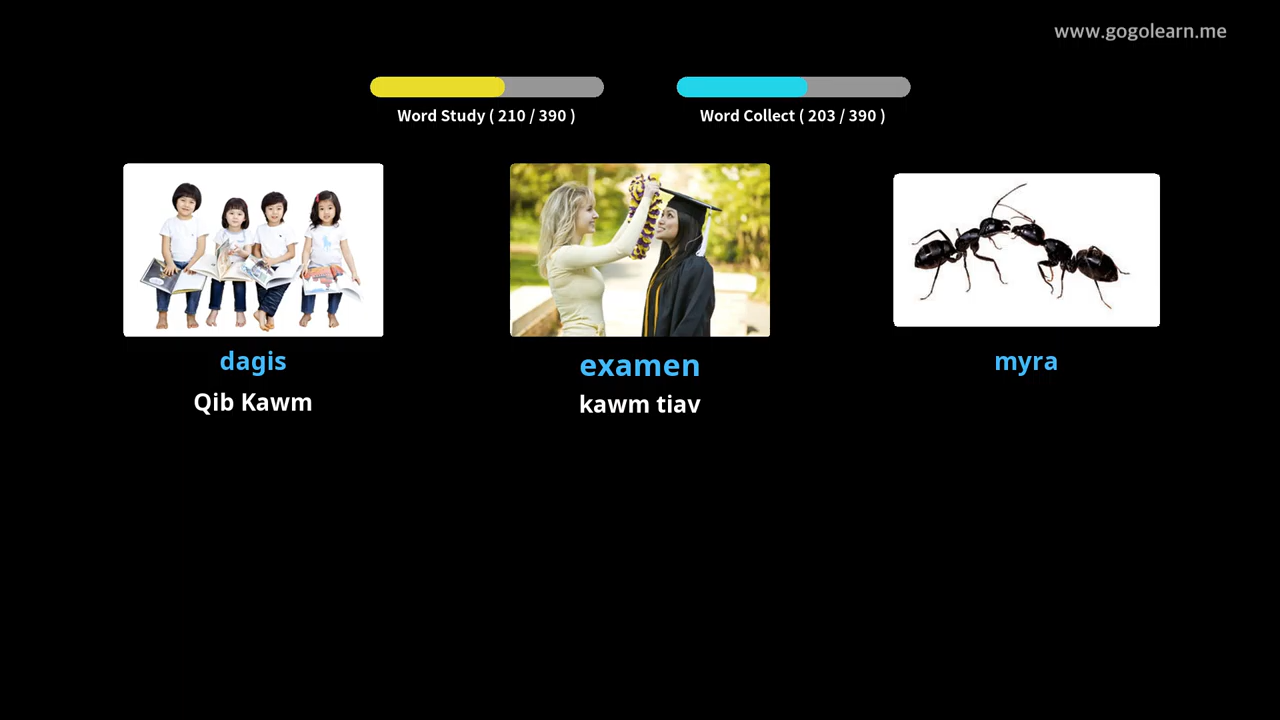 www.gogolearn.me
Word Study ( 210 / 390 )
Word Collect ( 203 / 390 )
dagis
examen
myra
Qib Kawm
kawm tiav